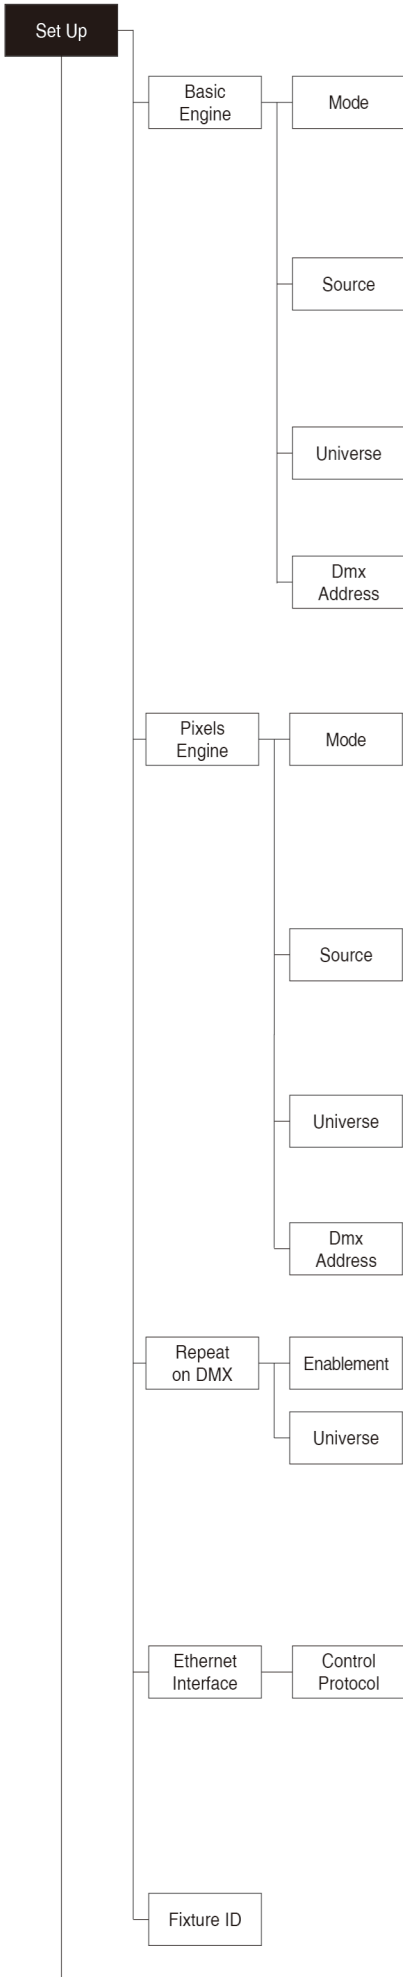 Set Up
Basic
Engine
Mode
Source
Universe
Dmx
Address
Pixels
Engine
Mode
Source
Universe
Dmx
Address
Repeat
on DMX
Enablement
Universe
Ethernet
Interface
Control
Protocol
Fixture ID